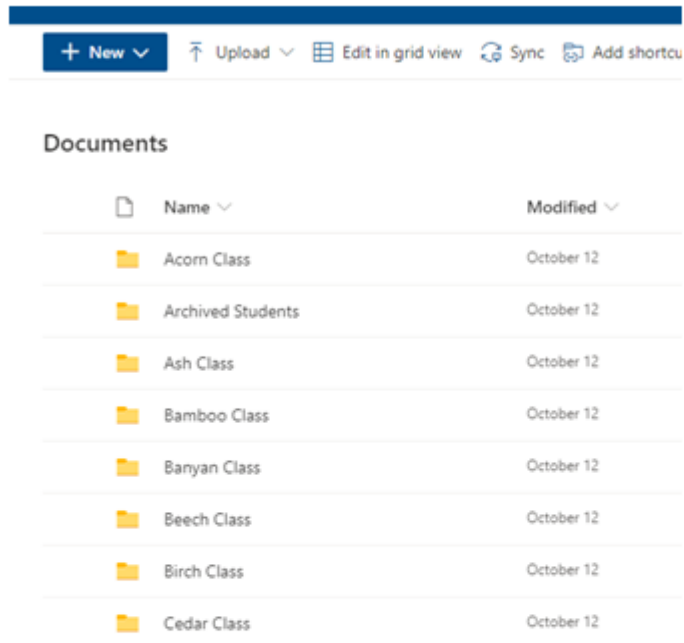 + New Upload Edit in grid view Sync Add shortcu
Documents
Name Modified
Acorn Class October 12
Archived Students October 12
Ash Class October 12
Bamboo Class October 12
Banyan Class October 12
Beech Class October 12
Birch Class October 12
Cedar Class October 12